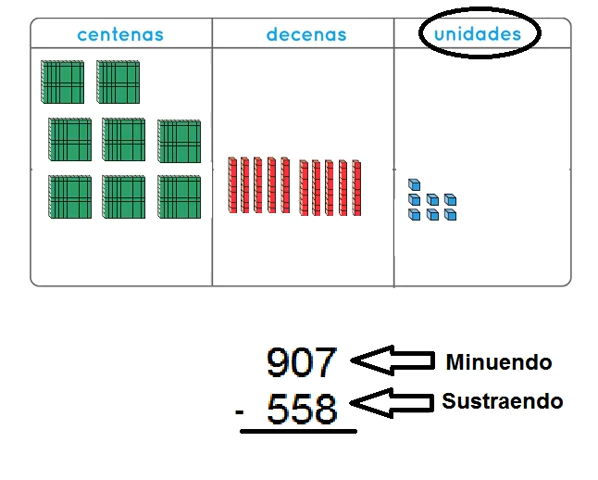 centenas decenas unidades
907 Minuendo
- 558 Sustraendo